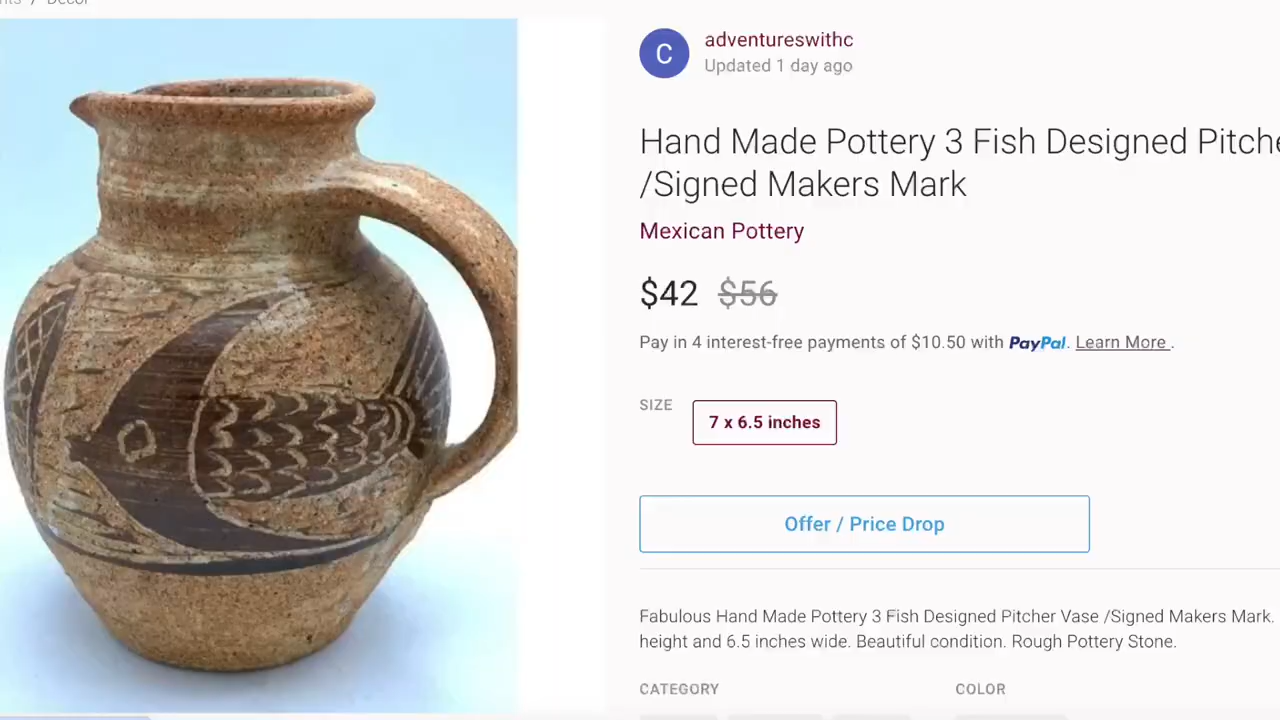 / Decor
C
adventureswithc
Updated 1 day ago
Hand Made Pottery 3 Fish Designed
/Signed Makers Mark
Mexican Pottery
$42 $56
Pay in 4 interest-free payments of $10.50 with PayPal. Learn More .
SIZE
7 x 6.5 inches
Offer / Price Drop
Fabulous Hand Made Pottery 3 Fish Designed Pitcher Vase /Signed Makers Mark.
height and 6.5 inches wide. Beautiful condition. Rough Pottery Stone.
CATEGORY
COLOR